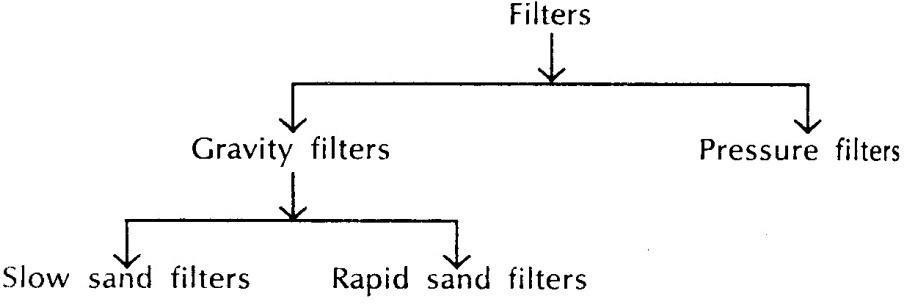 Filters
Gravity filters
Pressure filters
Slow sand filters
Rapid sand filters